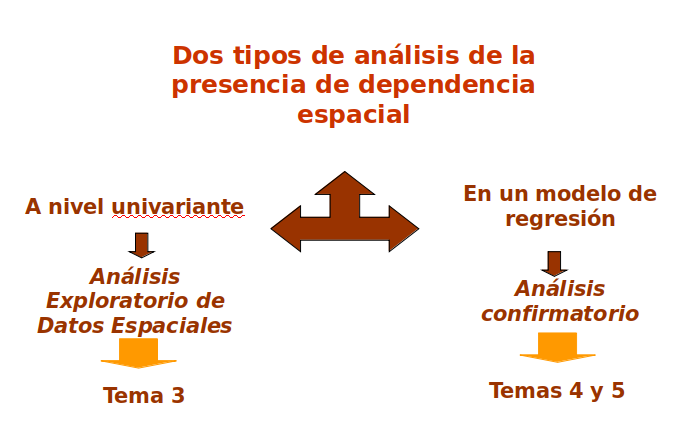 Dos tipos de análisis de la
presencia de dependencia
espacial
A nivel univariante
Análisis
Exploratorio de
Datos Espaciales
Tema 3
En un modelo de
regresión
Análisis
confirmatorio
Temas 4 y 5